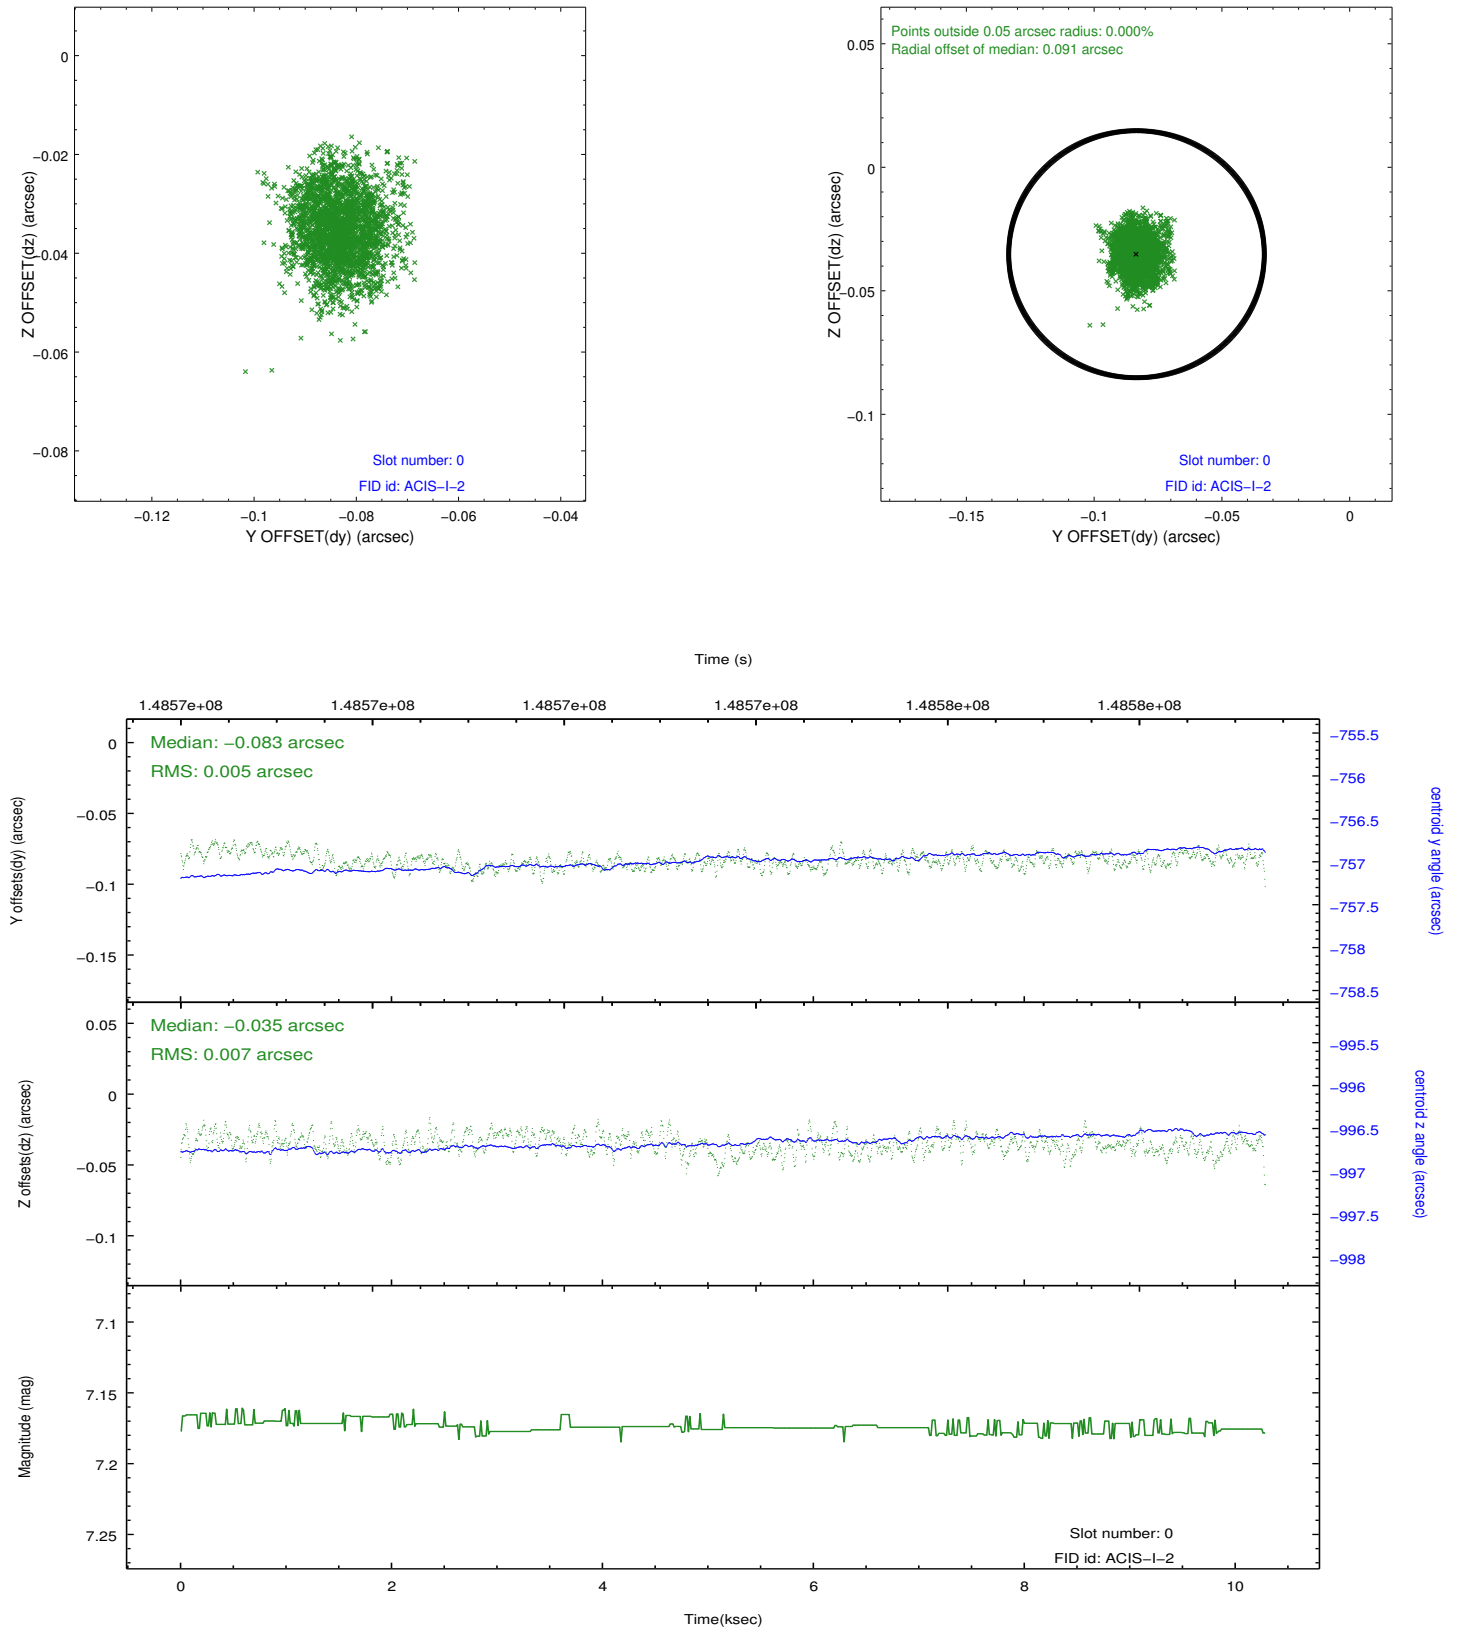 0
−0.02
−0.04
−0.06
−0.08
Z OFFSET(dz) (arcsec)
Slot number: 0
FID id: ACIS−I−2
−0.12
−0.1
−0.08
−0.06
−0.04
Y OFFSET(dy) (arcsec)
Points outside 0.05 arcsec radius: 0.000%
Radial offset of median: 0.091 arcsec
0.05
0
−0.05
−0.1
Z OFFSET(dz) (arcsec)
Slot number: 0
FID id: ACIS−I−2
−0.15
−0.1
−0.05
0
Y OFFSET(dy) (arcsec)
Time (s)
1.4857e+08
1.4857e+08
1.4857e+08
1.4857e+08
1.4858e+08
1.4858e+08
Median: −0.083 arcsec
RMS: 0.005 arcsec
0
−0.05
−0.1
−0.15
Y offsets(dy) (arcsec)
−755.5
−756
−756.5
−757
−757.5
−758
−758.5
centroid y angle (arcsec)
Median: −0.035 arcsec
RMS: 0.007 arcsec
0.05
0
−0.05
−0.1
Z offsets(dz) (arcsec)
−995.5
−996
−996.5
−997
−997.5
−998
centroid z angle (arcsec)
7.1
7.15
7.2
7.25
Magnitude (mag)
Slot number: 0
FID id: ACIS−I−2
0
2
4
6
8
10
Time(ksec)